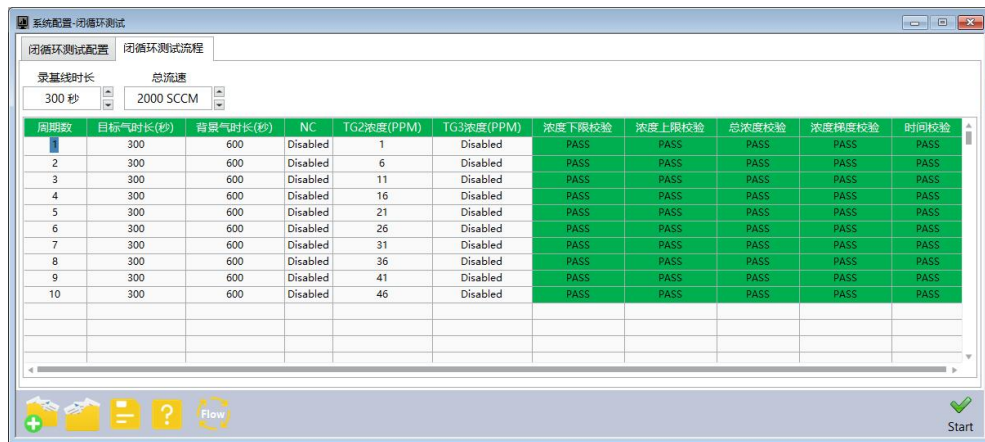 系统配置-闭循环测试
闭循环测试配置 闭循环测试流程
录基线时长 总流速
300 秒 2000 SCCM
周期数 目标气时长(秒) 背景气时长(秒) NC TG2浓度(PPM) TG3浓度(PPM) 浓度下限校验 浓度上限校验 总浓度校验 浓度梯度校验 时间校验
1 300 600 Disabled 1 Disabled PASS PASS PASS PASS PASS
2 300 600 Disabled 6 Disabled PASS PASS PASS PASS PASS
3 300 600 Disabled 11 Disabled PASS PASS PASS PASS PASS
4 300 600 Disabled 16 Disabled PASS PASS PASS PASS PASS
5 300 600 Disabled 21 Disabled PASS PASS PASS PASS PASS
6 300 600 Disabled 26 Disabled PASS PASS PASS PASS PASS
7 300 600 Disabled 31 Disabled PASS PASS PASS PASS PASS
8 300 600 Disabled 36 Disabled PASS PASS PASS PASS PASS
9 300 600 Disabled 41 Disabled PASS PASS PASS PASS PASS
10 300 600 Disabled 46 Disabled PASS PASS PASS PASS PASS
? Flow
Start